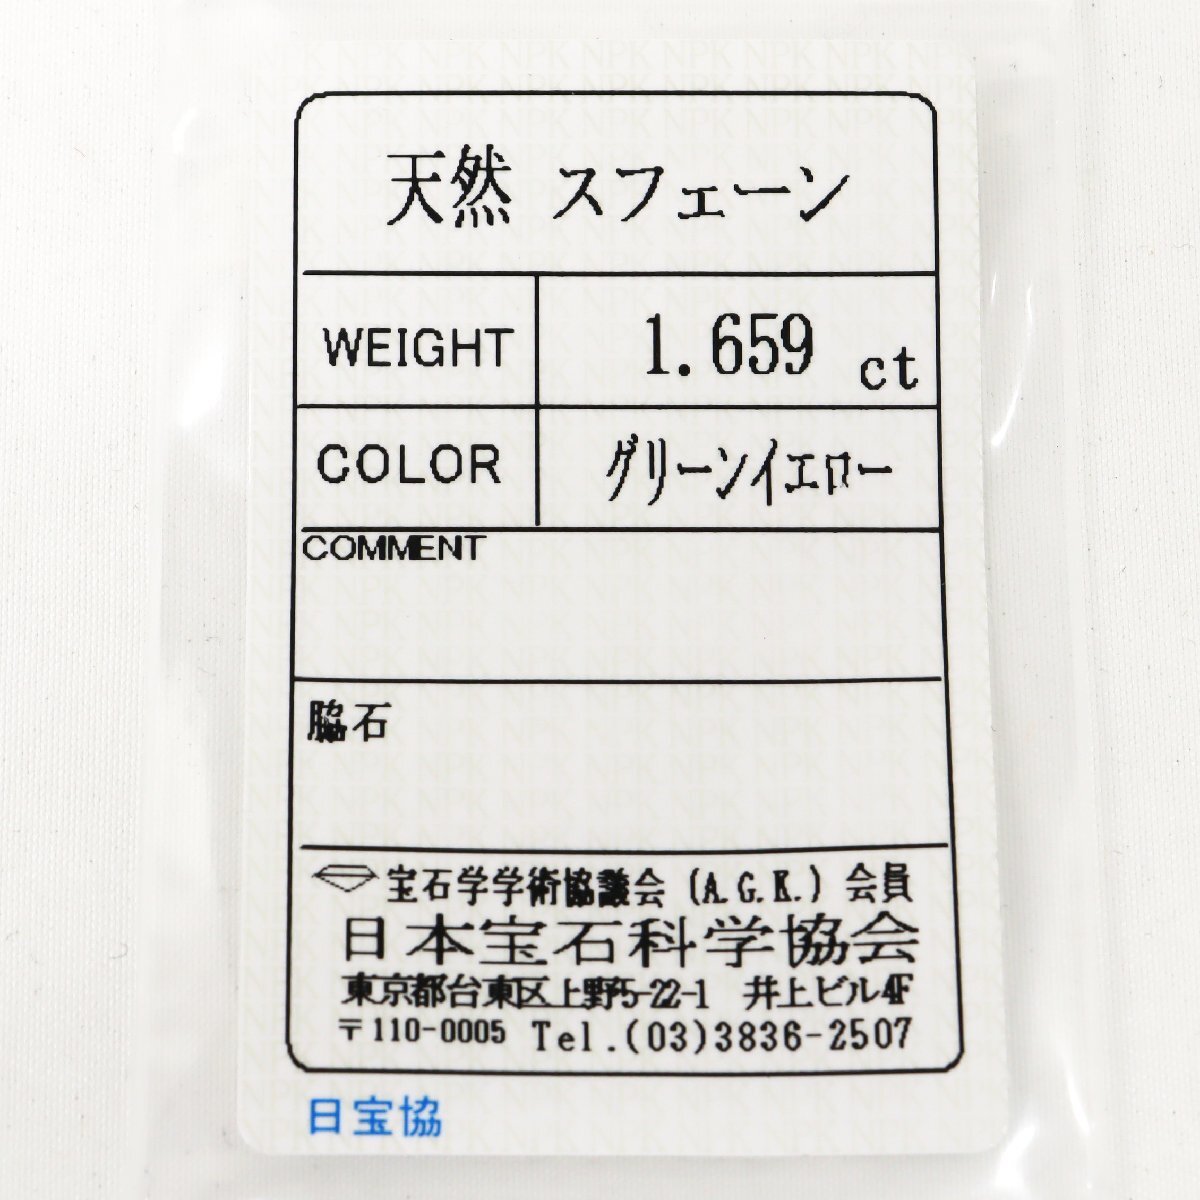 天然 スフェーン
WEIGHT 1.659 ct
COLOR グリーンイエロー
COMMENT
脇石
宝石学学術協議会 (A.G.K.) 会員
日本宝石科学協会
東京都台東区上野5-22-1 井上ビル4F
〒110-0005 Tel.(03)3836-2507
日宝協